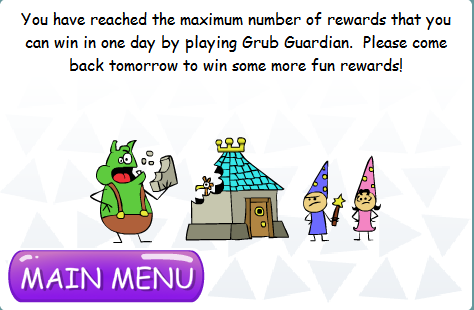 You have reached the maximum number of rewards that you
can win in one day by playing Grub Guardian.  Please come
back tomorrow to win some more fun rewards!
MAIN MENU